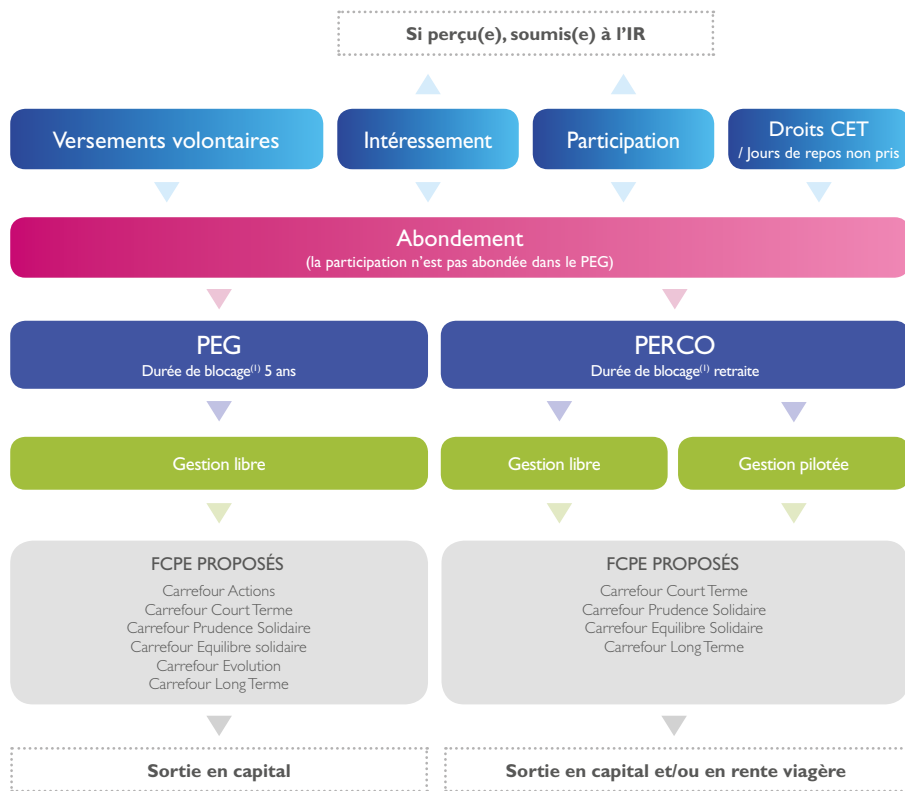 Si perçu(e), soumis(e) à l'IR
Versements volontaires
Intéressement
Participation
Droits CET
/ Jours de repos non pris
Abondement
(la participation n'est pas abondée dans le PEG)
PEG
Durée de blocage(1) 5 ans
PERCO
Durée de blocage(1) retraite
Gestion libre
Gestion libre
Gestion pilotée
FCPE PROPOSÉS
Carrefour Actions
Carrefour Court Terme
Carrefour Prudence Solidaire
Carrefour Equilibre solidaire
Carrefour Evolution
Carrefour Long Terme
FCPE PROPOSÉS
Carrefour Court Terme
Carrefour Prudence Solidaire
Carrefour Equilibre Solidaire
Carrefour Long Terme
Sortie en capital
Sortie en capital et/ou en rente viagère